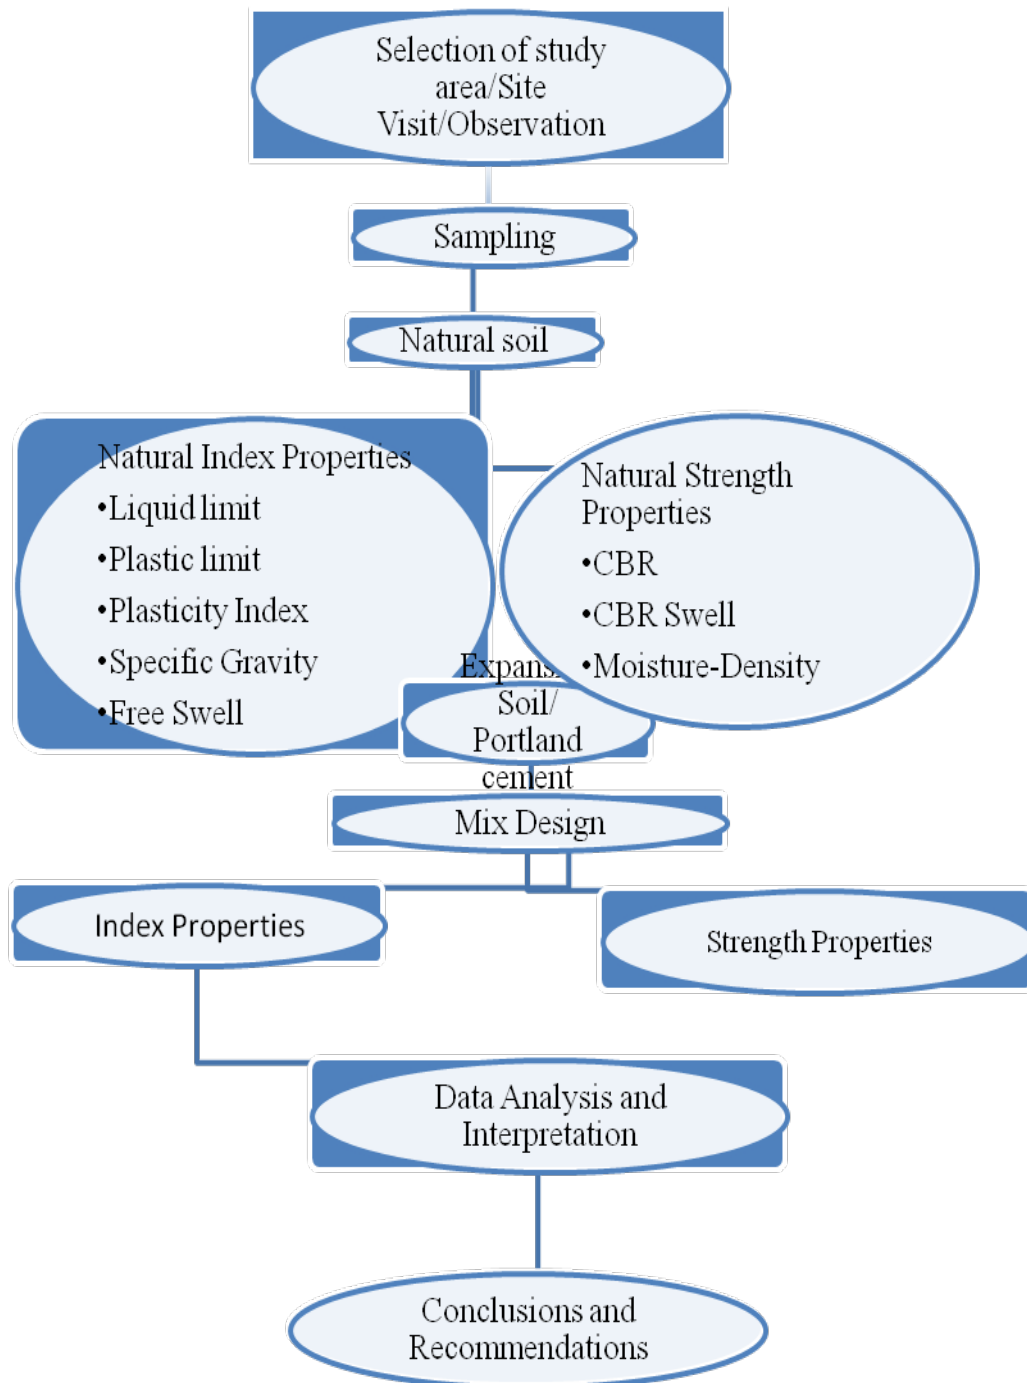 Selection of study
area/Site
Visit/Observation
Sampling
Natural soil
Natural Index Properties
•Liquid limit
•Plastic limit
•Plasticity Index
•Specific Gravity
•Free Swell
Natural Strength
Properties
•CBR
•CBR Swell
•Moisture-Density
Soil/
Portland
cement
Mix Design
Index Properties
Strength Properties
Data Analysis and
Interpretation
Conclusions and
Recommendations